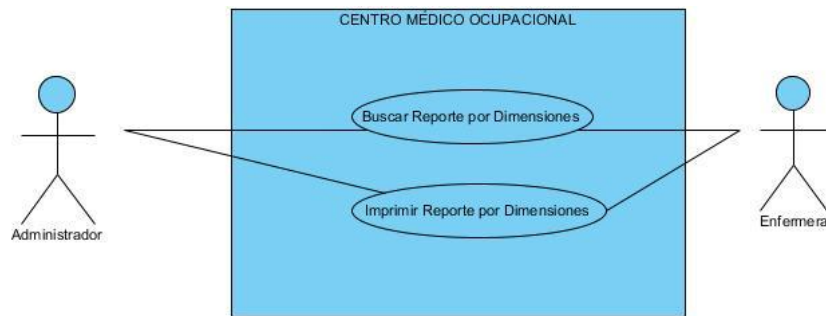 CENTRO MÉDICO OCUPACIONAL
Buscar Reporte por Dimensiones
Imprimir Reporte por Dimensiones
Administrador
Enfermera